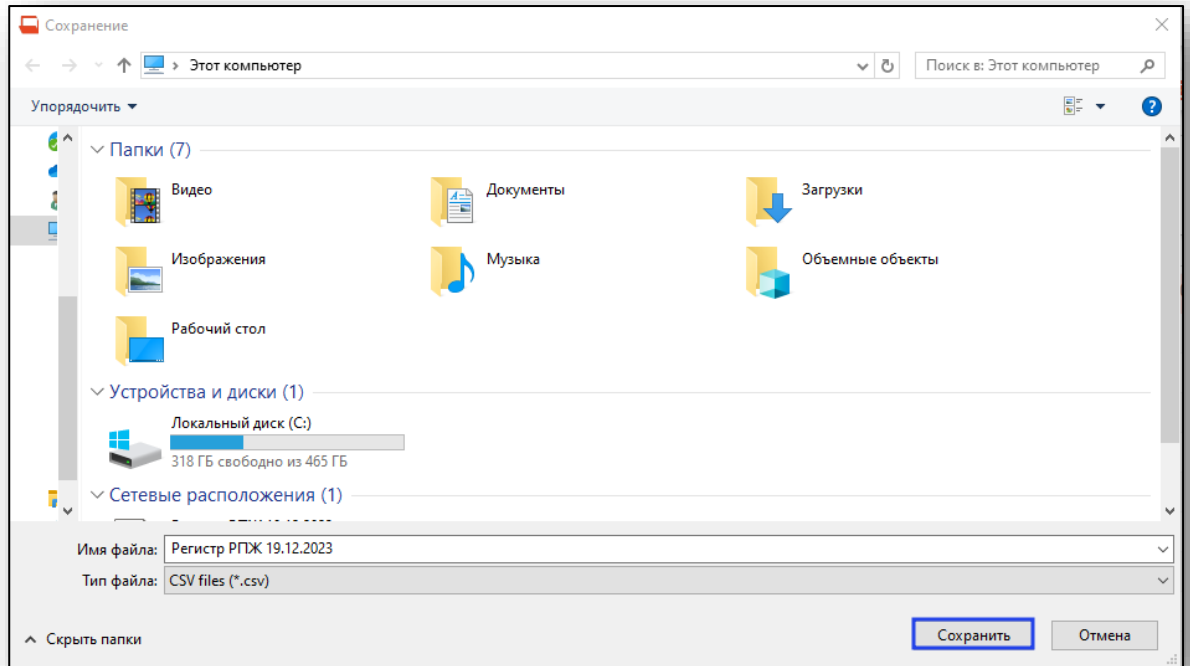 Сохранение
Этот компьютер
Поиск в: Этот компьютер
Упорядочить
Папки (7)
Видео
Документы
Загрузки
Изображения
Музыка
Объемные объекты
Рабочий стол
Устройства и диски (1)
Локальный диск (C:)
318 ГБ свободно из 465 ГБ
Сетевые расположения (1)
Имя файла: Регистр РПЖ 19.12.2023
Тип файла: CSV files (*.csv)
Скрыть папки
Сохранить
Отмена